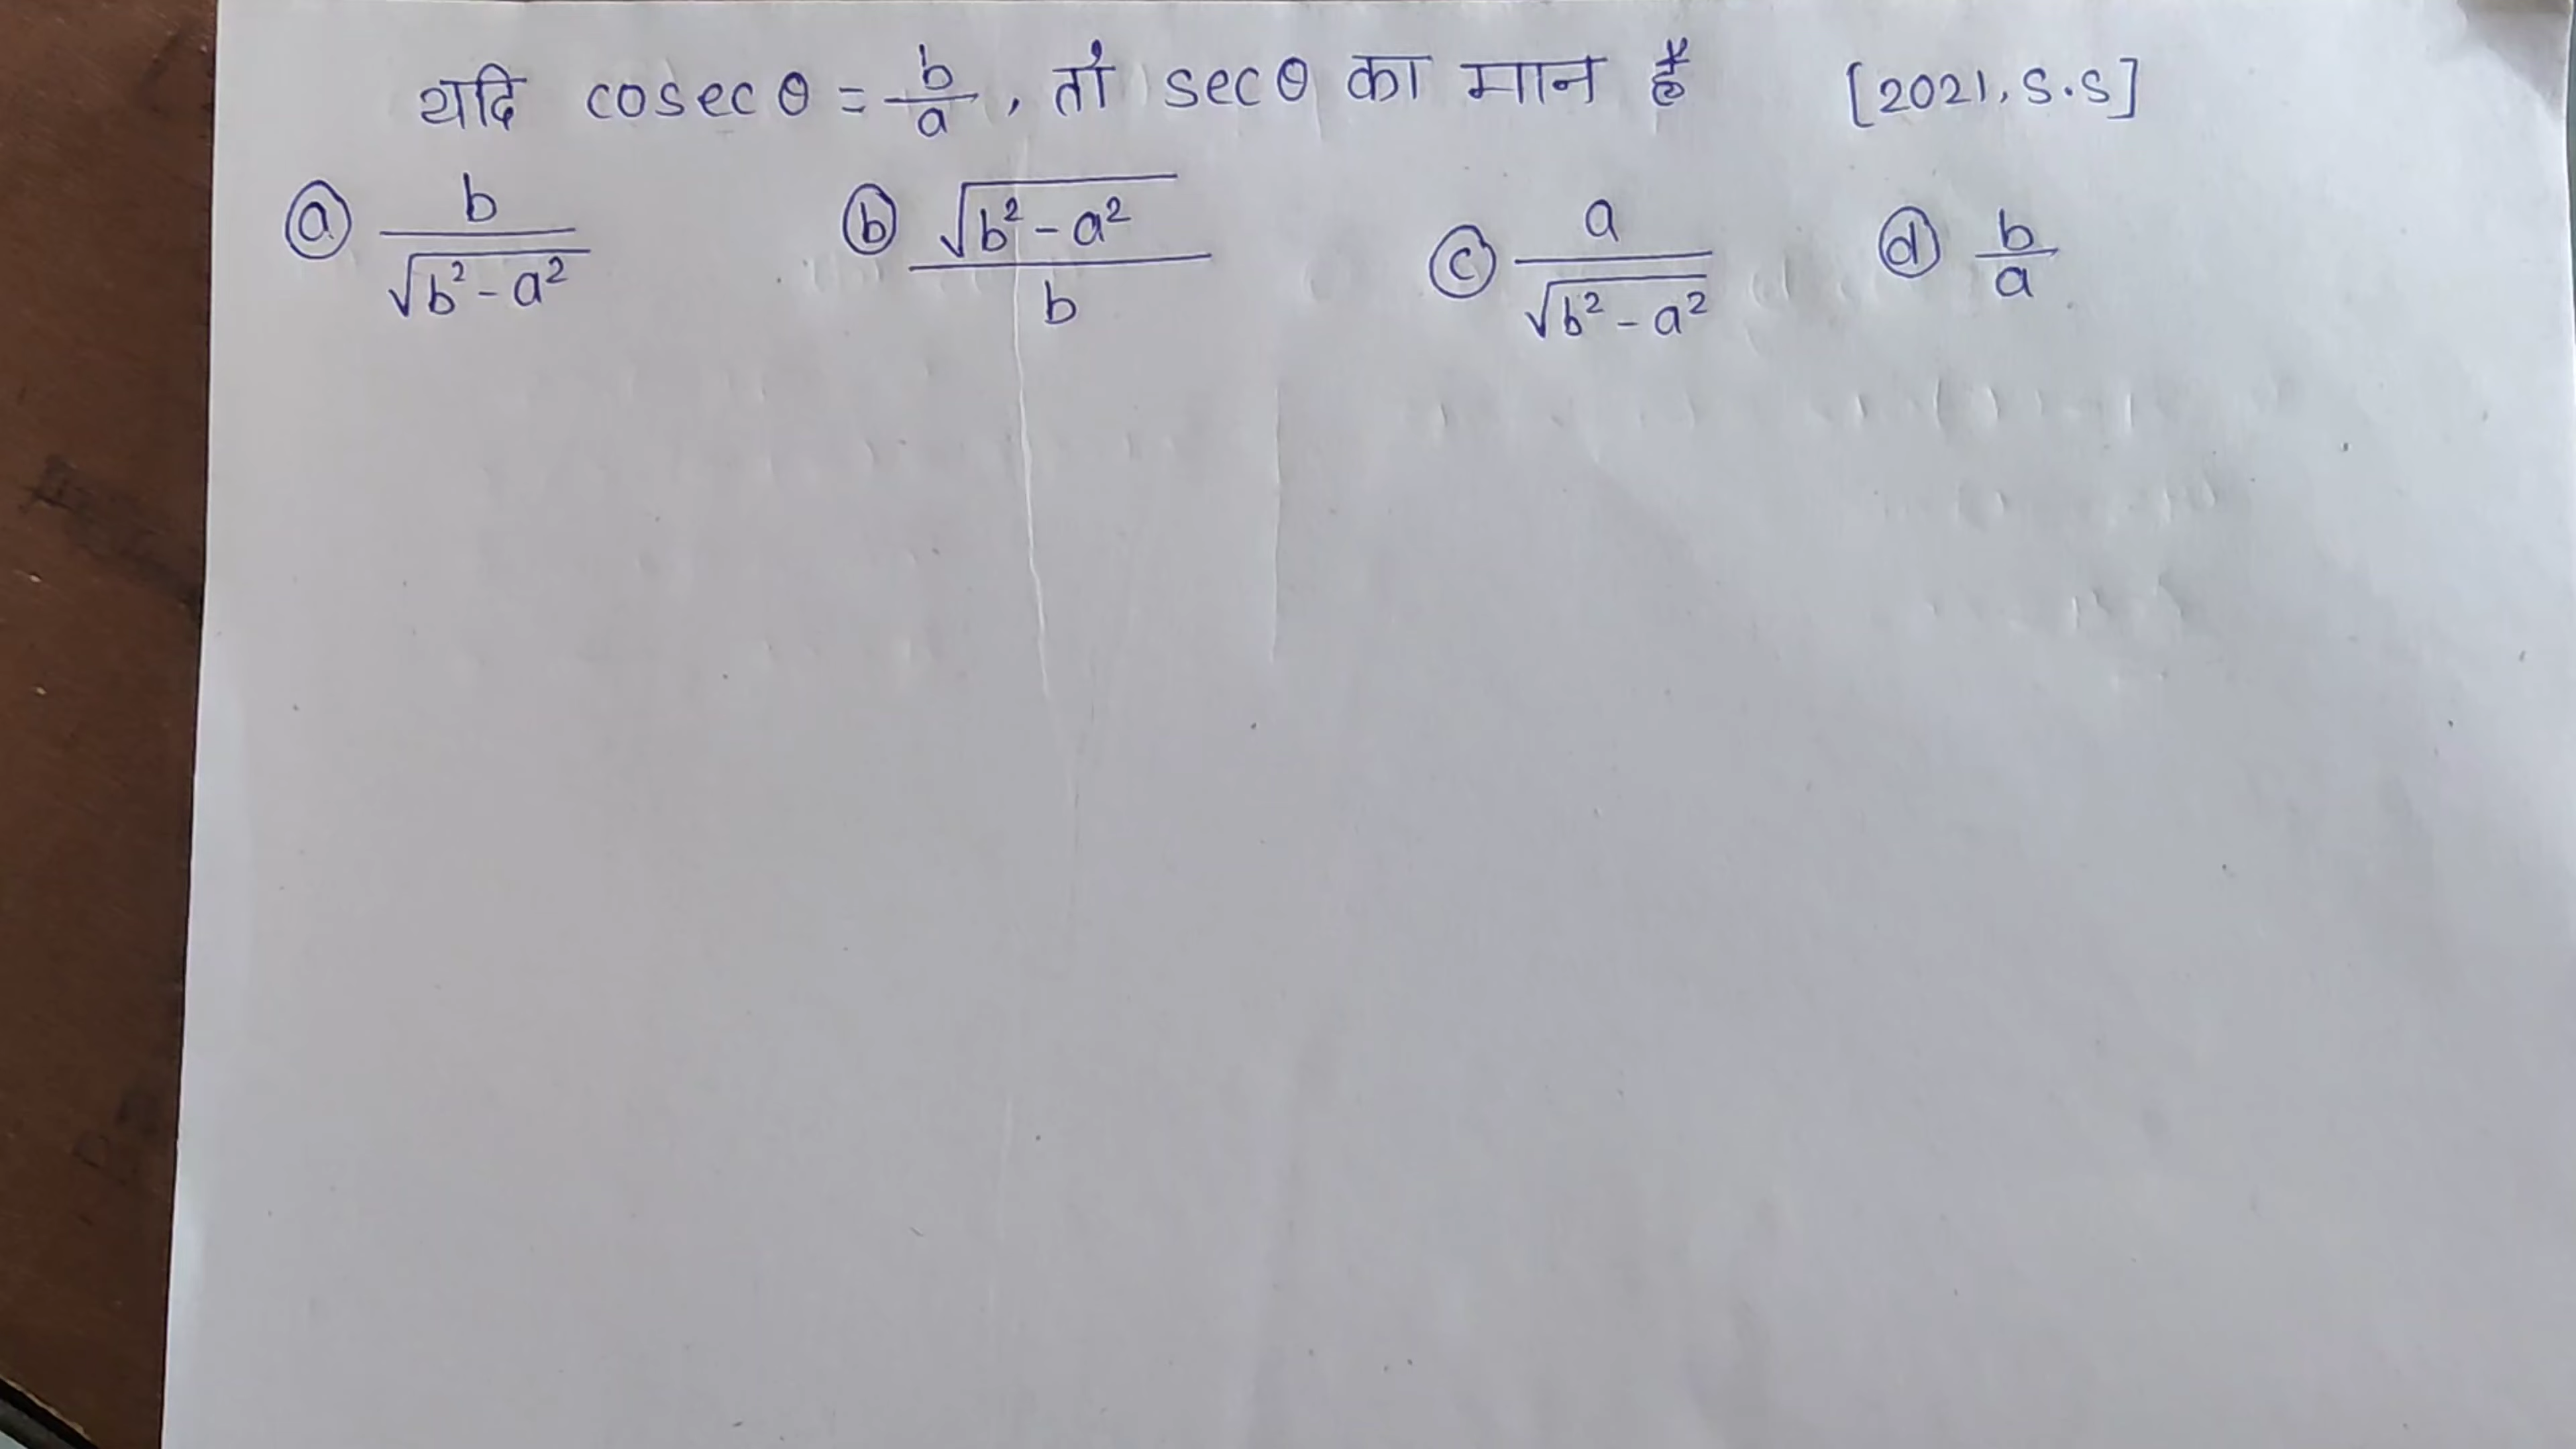 यदि cosec θ = b/a, तो sec θ का मान है [2021, S.S]
(a) b/√(b² - a²) (b) √(b² - a²)/b (c) a/√(b² - a²) (d) b/a